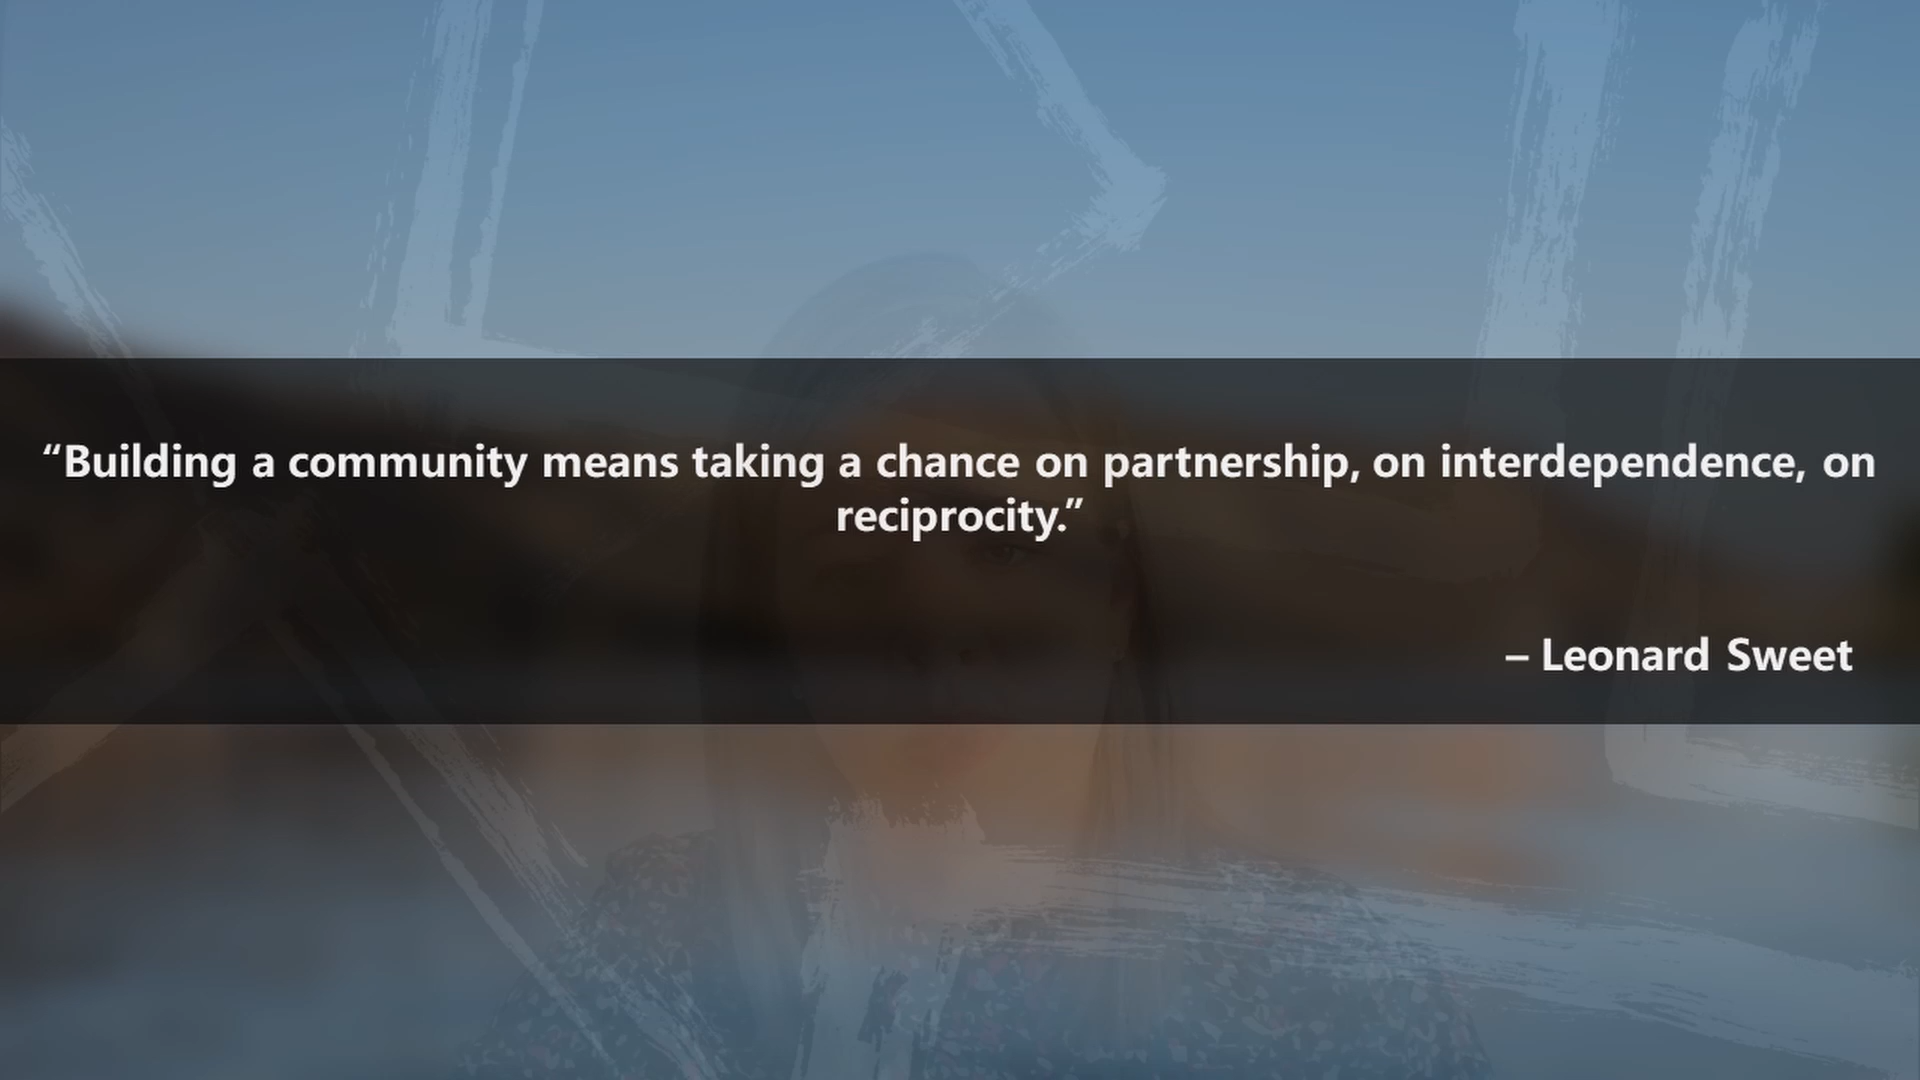 “Building a community means taking a chance on partnership, on interdependence, on
reciprocity.”
– Leonard Sweet